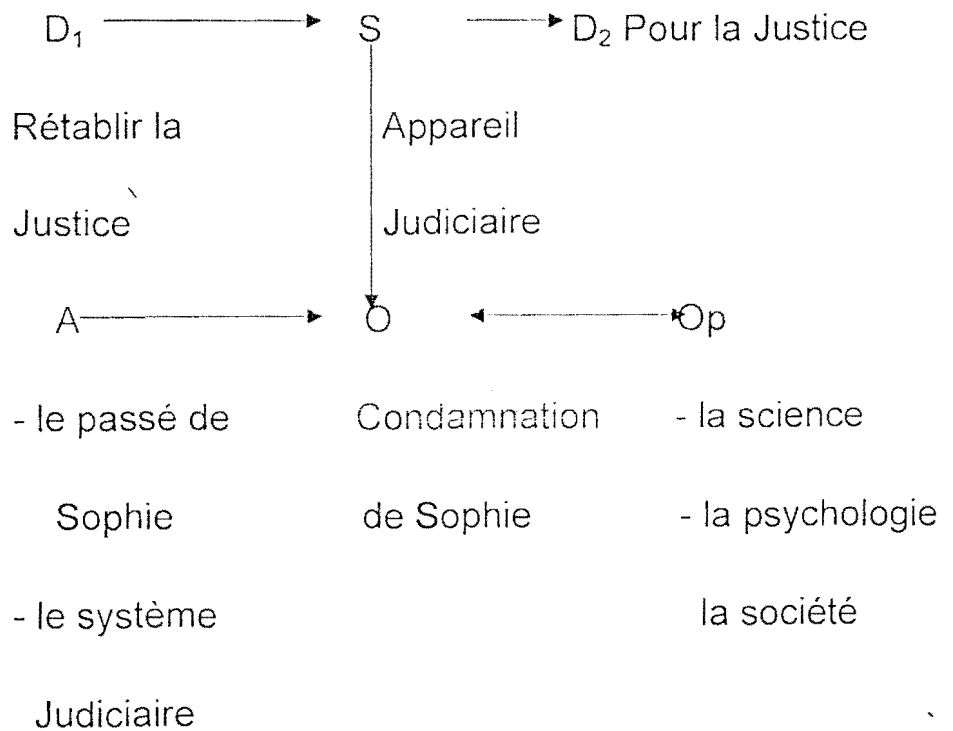 D₁ S D₂ Pour la Justice
Rétablir la Appareil
Justice Judiciaire
A O Op
- le passé de Condamnation - la science
Sophie de Sophie - la psychologie
- le système la société
Judiciaire